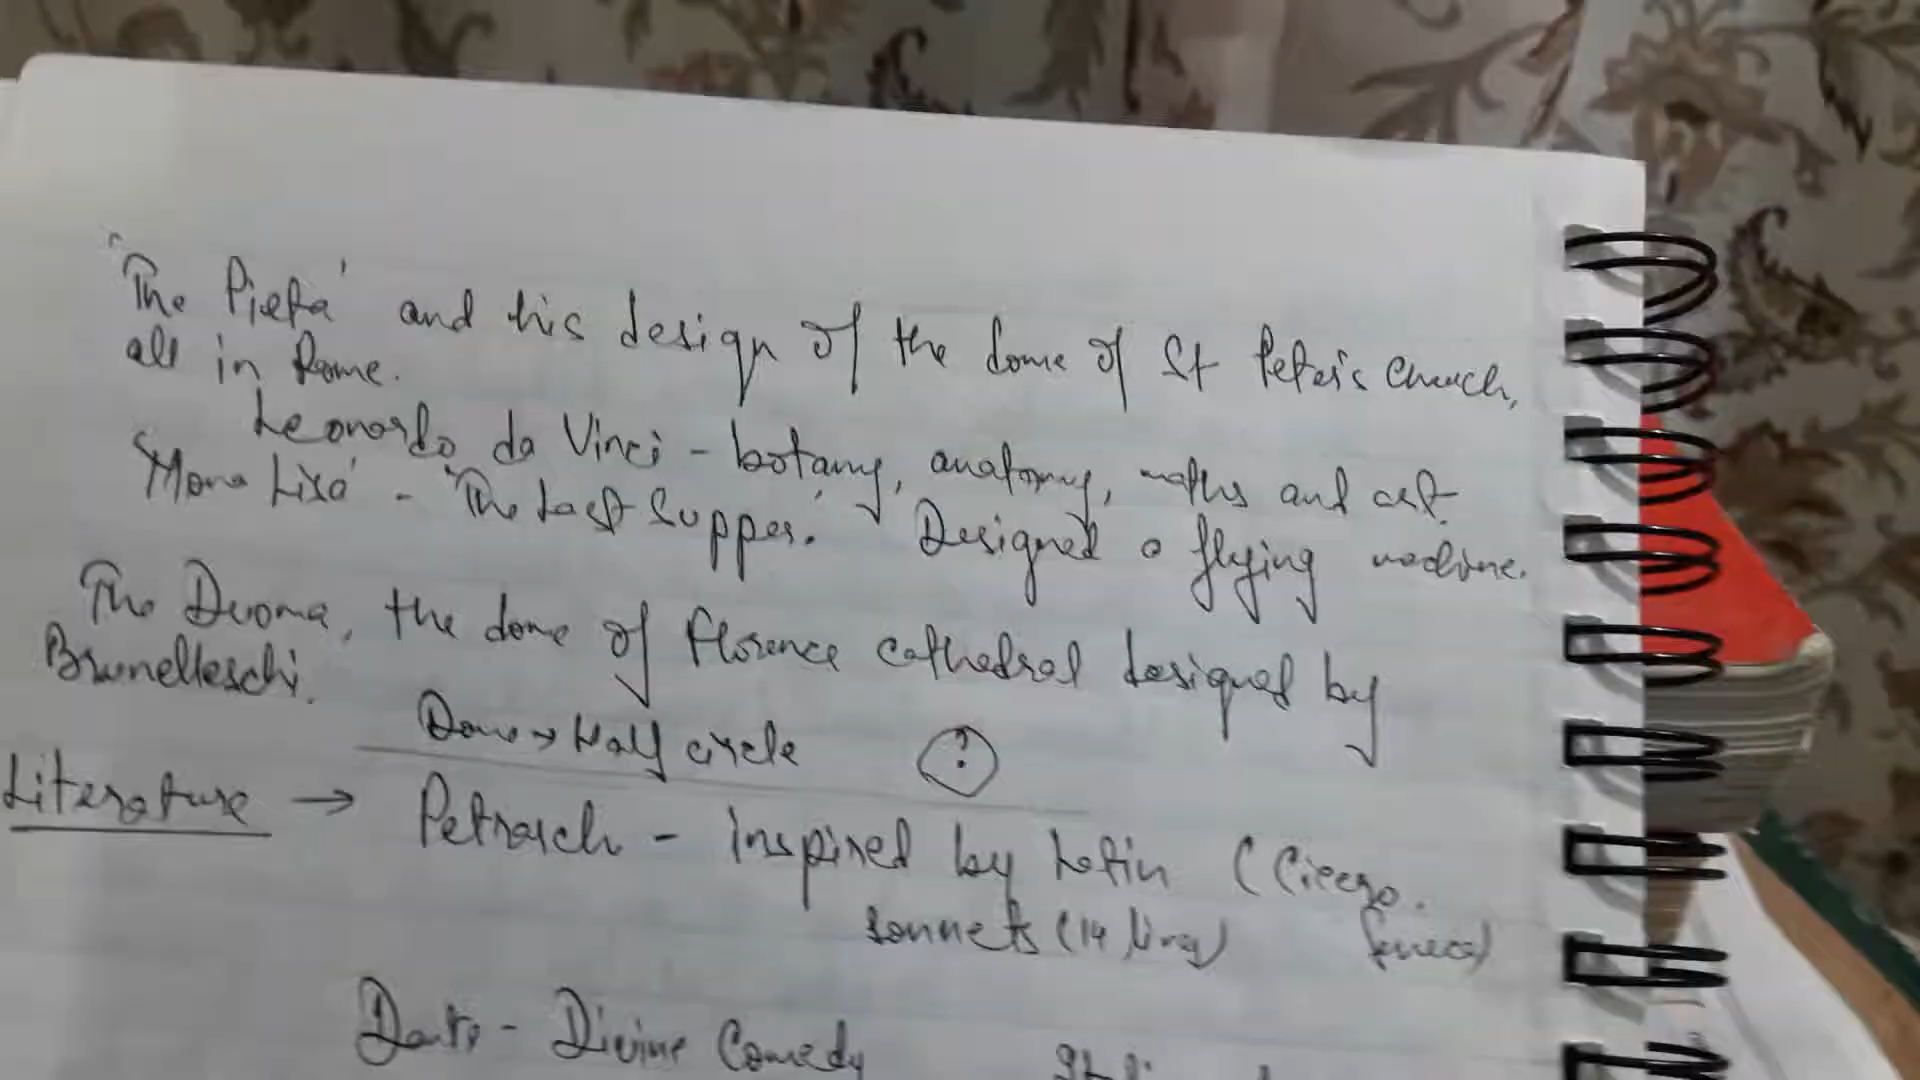 "The Pieta' and his design of the dome of St Peter's Church,
all in Rome.
Leonardo da Vinci - botany, anatomy, maths and art.
'Mona Lisa' - 'The Last Supper.' Designed a flying machine.
The Duoma, the dome of Florence cathedral designed by
Brunelleschi.
Dome → Half circle ?
Literature → Petrarch - inspired by Latin (Cicero.
sonnets (14 lines) Seneca)
Dante - Divine Comedy